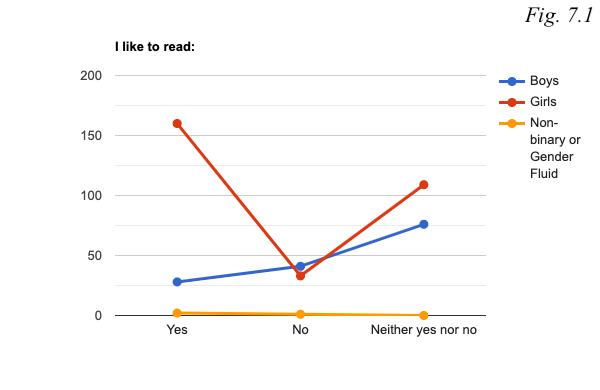 Fig. 7.1
I like to read:
200
150
100
50
0
Yes
No
Neither yes nor no
Boys
Girls
Non-
binary or
Gender
Fluid